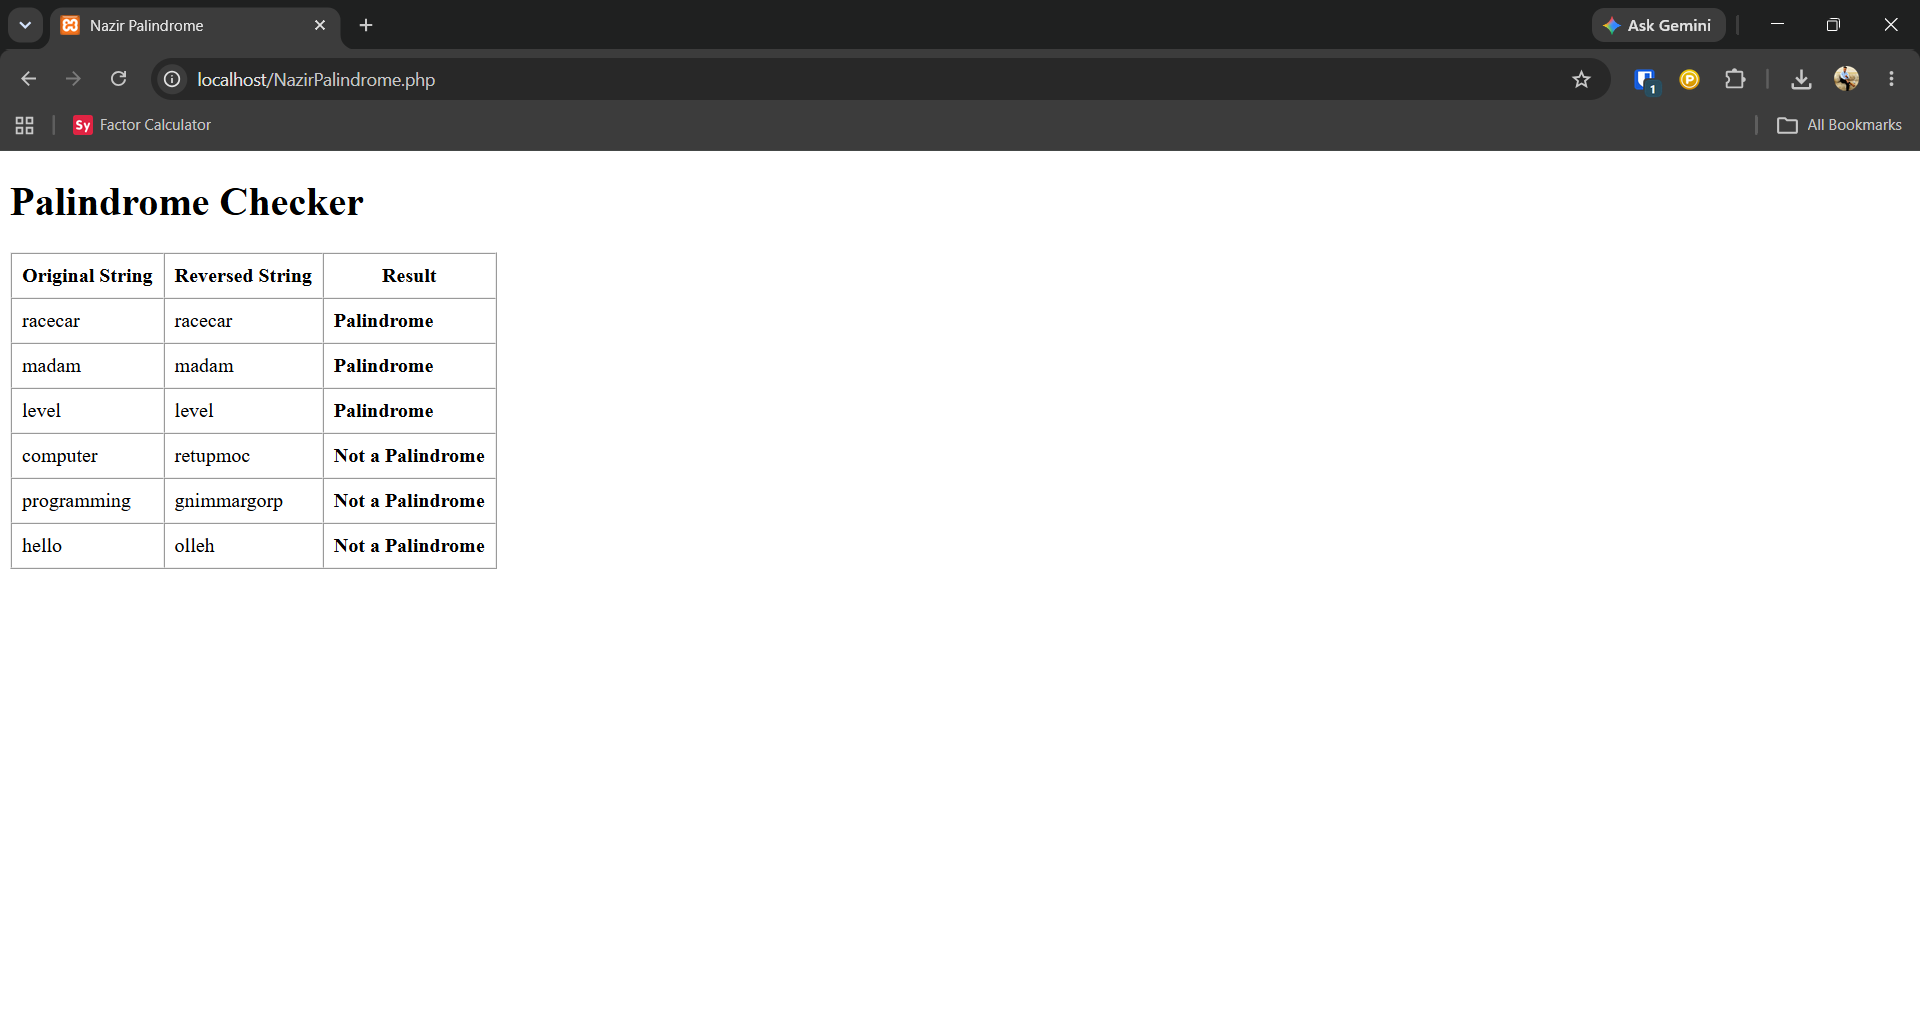 Nazir Palindrome
Ask Gemini
localhost/NazirPalindrome.php
P
1
Sy Factor Calculator
All Bookmarks
Palindrome Checker
Original String Reversed String Result
racecar racecar Palindrome
madam madam Palindrome
level level Palindrome
computer retupmoc Not a Palindrome
programming gnimmargorp Not a Palindrome
hello olleh Not a Palindrome